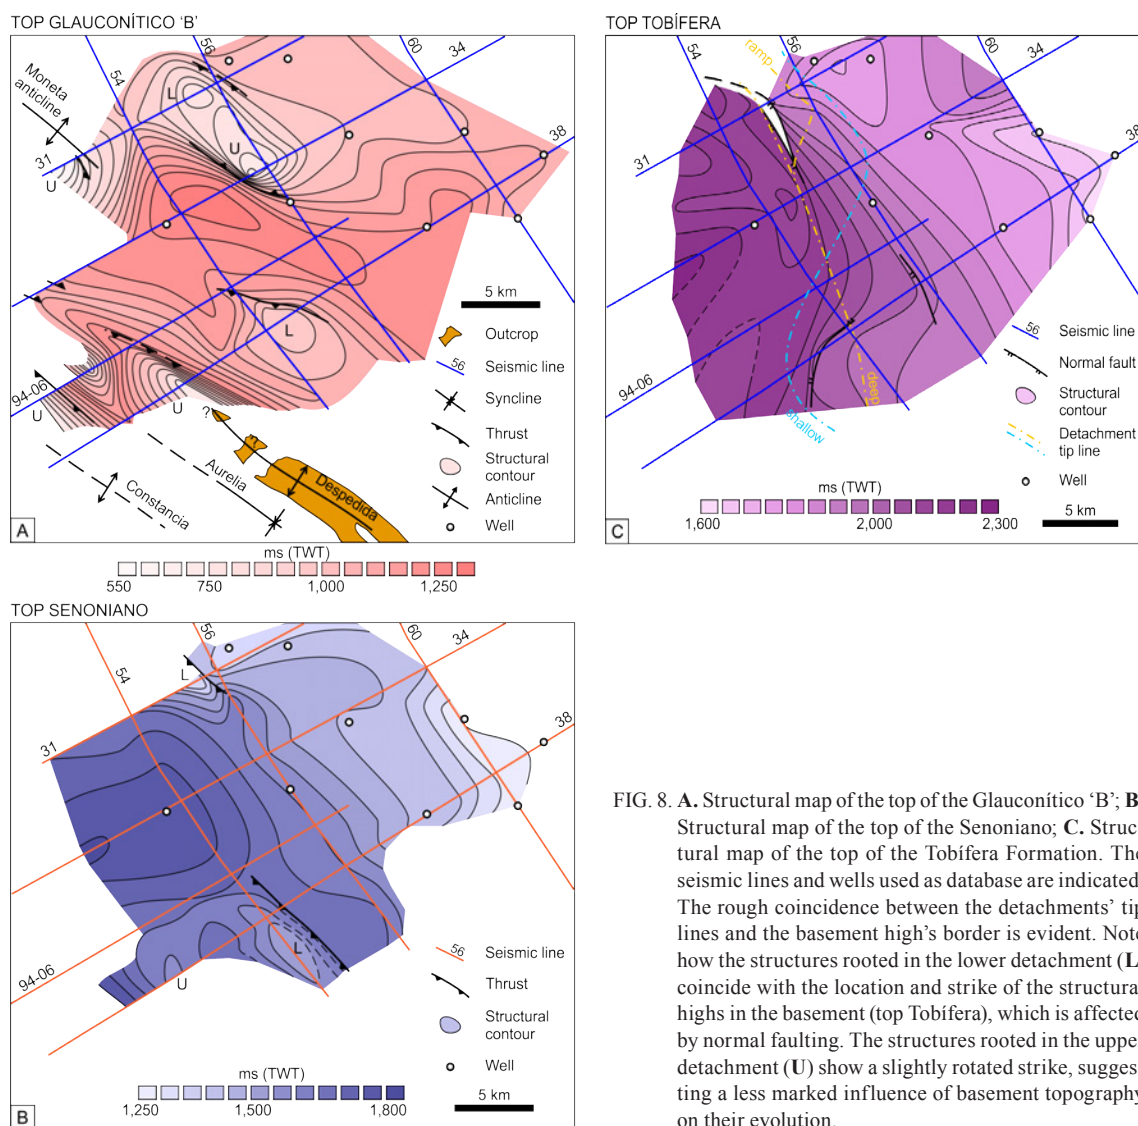 TOP GLAUCONÍTICO ‘B’
56
60
34
54
Moneta
anticline
L
38
U
31
U
5 km
L
Outcrop
56
Seismic line
Syncline
94-06
U
U
?
Thrust
Structural
contour
Aurelia
Despedida
Constancia
Anticline
Well
A
ms (TWT)
550
750
1,000
1,250
TOP TOBÍFERA
54
56
60
34
ramp
38
31
56
Seismic line
Normal fault
94-06
deep
Structural
contour
shallow
Detachment
tip line
Well
ms (TWT)
1,600
2,000
2,300
5 km
C
TOP SENONIANO
56
60
34
L
54
38
31
56
Seismic line
L
94-06
U
Thrust
Structural
contour
Well
ms (TWT)
1,250
1,500
1,800
5 km
B
FIG. 8. A. Structural map of the top of the Glauconítico ‘B’; B
Structural map of the top of the Senoniano; C. Struc-
tural map of the top of the Tobífera Formation. The
seismic lines and wells used as database are indicated
The rough coincidence between the detachments’ tip
lines and the basement high’s border is evident. Note
how the structures rooted in the lower detachment (L
coincide with the location and strike of the structura
highs in the basement (top Tobífera), which is affected
by normal faulting. The structures rooted in the uppe
detachment (U) show a slightly rotated strike, sugges
ting a less marked influence of basement topography
on their evolution.